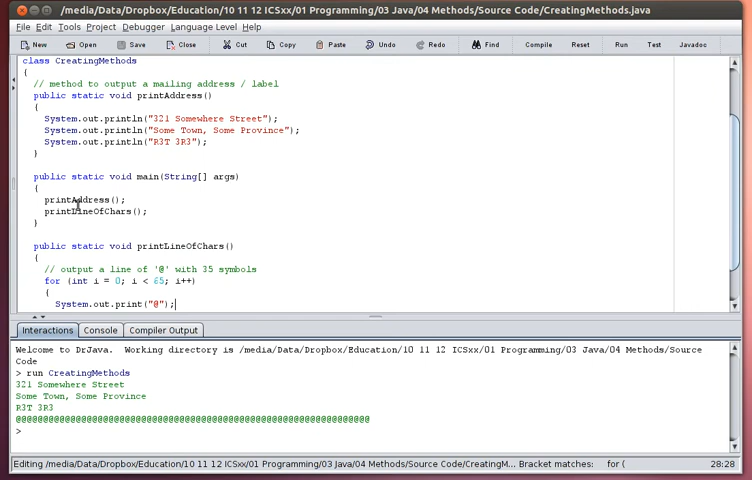 /media/Data/Dropbox/Education/10 11 12 ICSxx/01 Programming/03 Java/04 Methods/Source Code/CreatingMethods.java
File Edit Tools Project Debugger Language Level Help
New Open Save Close Cut Copy Paste Undo Redo Find Compile Reset Run Test Javadoc
class CreatingMethods
{
// method to output a mailing address / label
public static void printAddress()
{
System.out.println("321 Somewhere Street");
System.out.println("Some Town, Some Province");
System.out.println("R3T 3R3");
}
public static void main(String[] args)
{
printAddress();
printLineOfChars();
}
public static void printLineOfChars()
{
// output a line of '@' with 35 symbols
for (int i = 0; i < 65; i++)
{
System.out.print("@");
Interactions Console Compiler Output
Welcome to DrJava. Working directory is /media/Data/Dropbox/Education/10 11 12 ICSxx/01 Programming/03 Java/04 Methods/Source
Code
> run CreatingMethods
321 Somewhere Street
Some Town, Some Province
R3T 3R3
@@@@@@@@@@@@@@@@@@@@@@@@@@@@@@@@@@@@@@@@@@@@@@@@@@@@@@@@@@@@@@@@@
>
Editing /media/Data/Dropbox/Education/10 11 12 ICSxx/01 Programming/03 Java/04 Methods/Source Code/CreatingM... Bracket matches: for ( 28:28